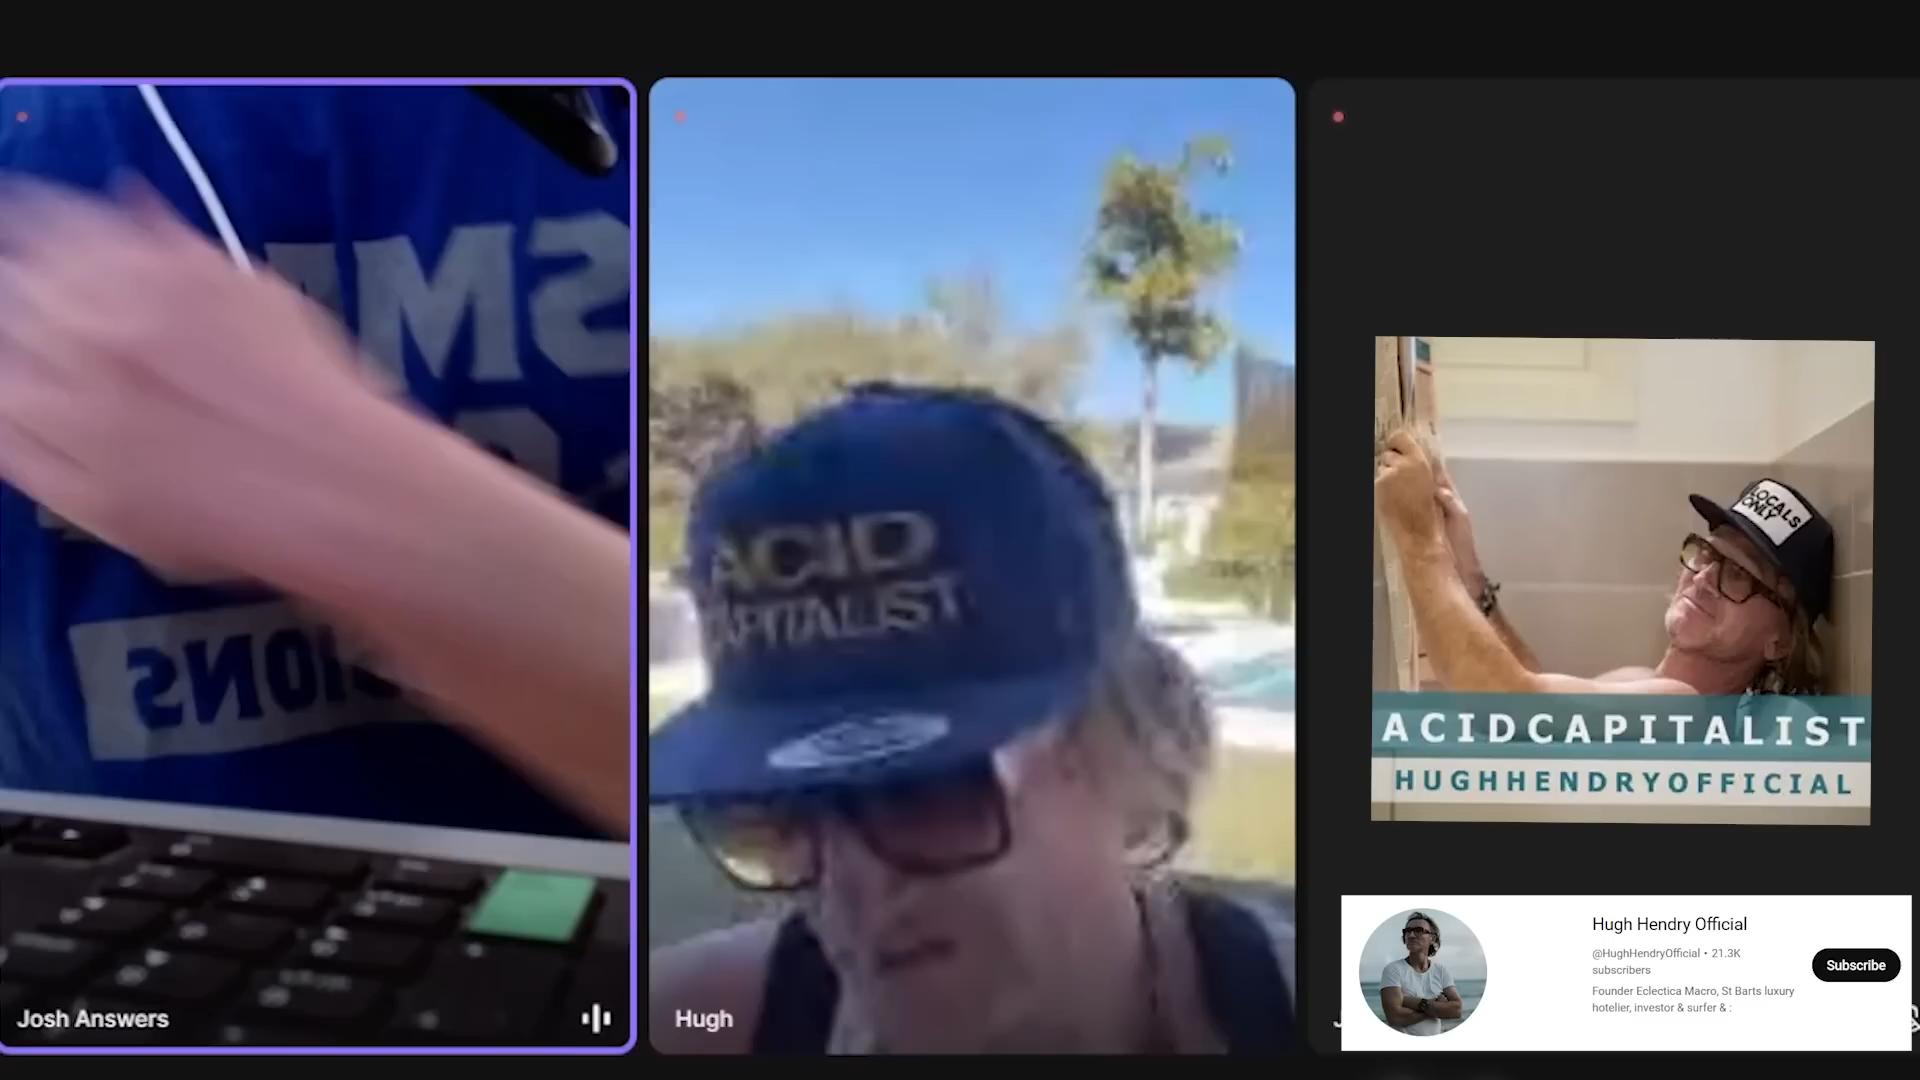 ACID
CAPITALIST
Josh Answers
Hugh
LOCALS
ONLY
ACIDCAPITALIST
HUGHHENDRYOFFICIAL
Hugh Hendry Official
@HughHendryOfficial • 21.3K
subscribers
Subscribe
Founder Eclectica Macro, St Barts luxury
hotelier, investor & surfer & :